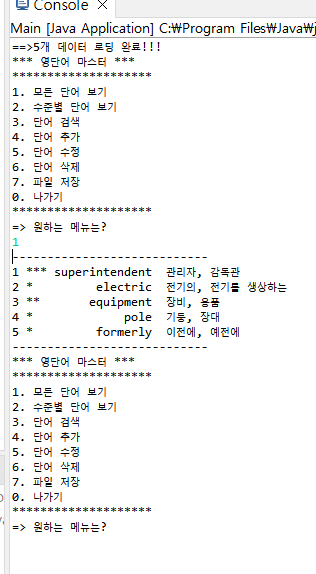 Console
Main [Java Application] C:₩Program Files₩Java₩j
==>5개 데이터 로딩 완료!!!
*** 영단어 마스터 ***
********************
1. 모든 단어 보기
2. 수준별 단어 보기
3. 단어 검색
4. 단어 추가
5. 단어 수정
6. 단어 삭제
7. 파일 저장
0. 나가기
********************
=> 원하는 메뉴는?
1
----------------------------
1 *** superintendent  관리자, 감독관
2 *         electric  전기의, 전기를 생상하는
3 **       equipment  장비, 용품
4 *             pole  기둥, 장대
5 *         formerly  이전에, 예전에
----------------------------
*** 영단어 마스터 ***
********************
1. 모든 단어 보기
2. 수준별 단어 보기
3. 단어 검색
4. 단어 추가
5. 단어 수정
6. 단어 삭제
7. 파일 저장
0. 나가기
********************
=> 원하는 메뉴는?